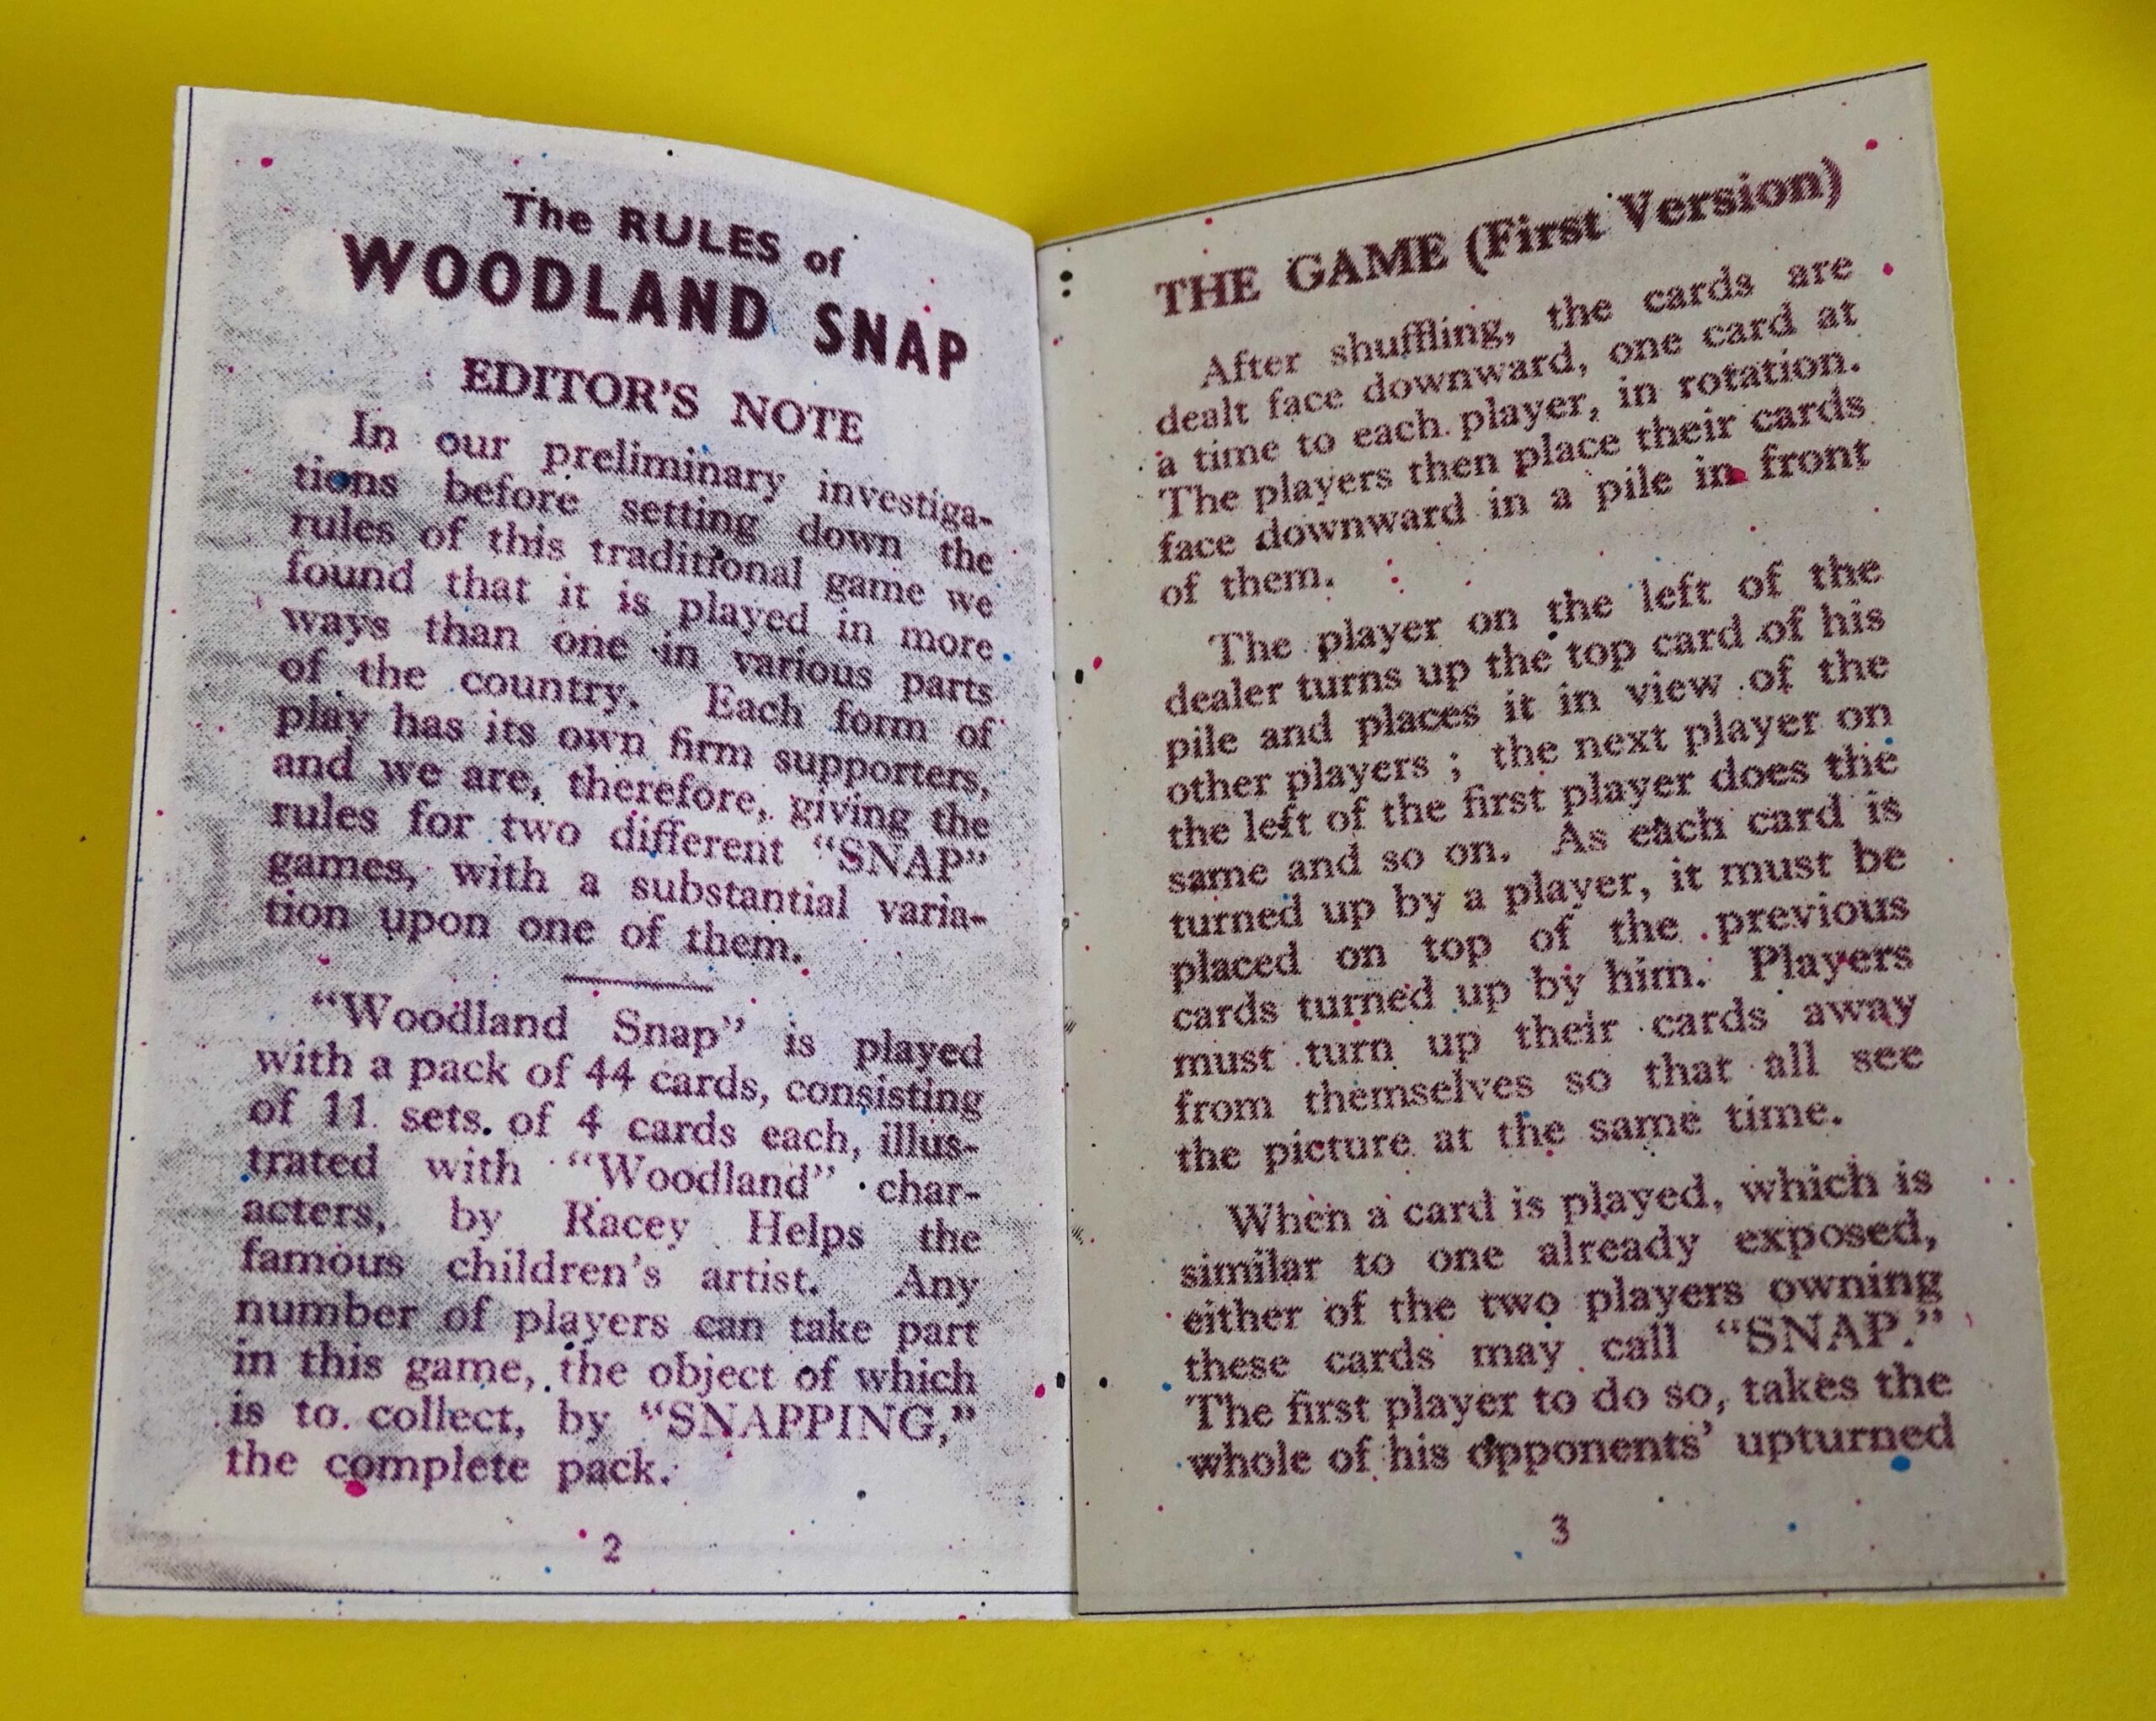 The RULES of
WOODLAND SNAP
EDITOR'S NOTE
In our preliminary investiga-
tions before setting down the
rules of this traditional game we
found that it is played in more
ways than one in various parts
of the country. Each form of
play has its own firm supporters,
and we are, therefore, giving the
rules for two different "SNAP"
games, with a substantial varia-
tion upon one of them.
"Woodland Snap" is played
with a pack of 44 cards, consisting
of 11 sets of 4 cards each, illus-
trated with "Woodland" char-
acters, by Racey Helps the
famous children's artist. Any
number of players can take part
in this game, the object of which
is to collect, by "SNAPPING,"
the complete pack.
2
THE GAME (First Version)
After shuffling, the cards are
dealt face downward, one card at
a time to each player, in rotation.
The players then place their cards
face downward in a pile in front
of them.
The player on the left of the
dealer turns up the top card of his
pile and places it in view of the
other players ; the next player on
the left of the first player does the
same and so on. As each card is
turned up by a player, it must be
placed on top of the previous
cards turned up by him. Players
must turn up their cards away
from themselves so that all see
the picture at the same time.
When a card is played, which is
similar to one already exposed,
either of the two players owning
these cards may call "SNAP."
The first player to do so, takes the
whole of his opponents' upturned
3